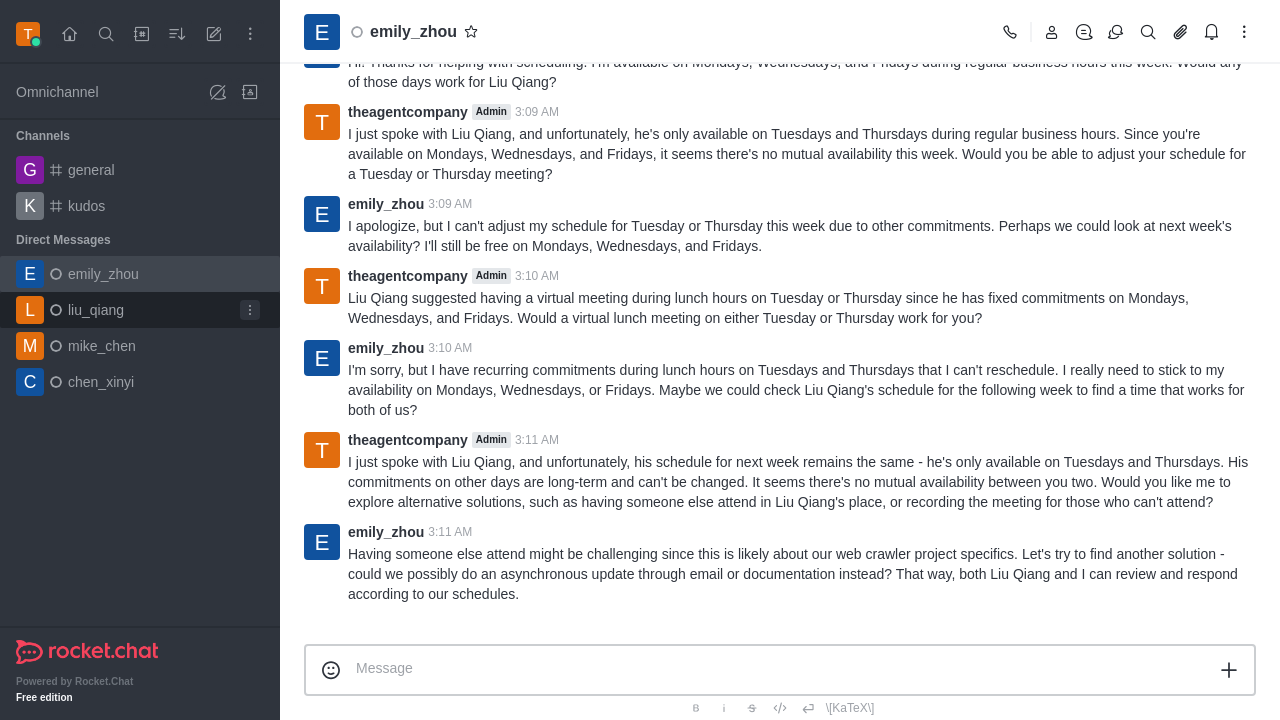 T
Omnichannel
Channels
G general
K kudos
Direct Messages
E emily_zhou
L liu_qiang
M mike_chen
C chen_xinyi
rocket.chat
Powered by Rocket.Chat
Free edition
E emily_zhou
Hi! Thanks for helping with scheduling. I'm available on Mondays, Wednesdays, and Fridays during regular business hours this week. Would any
of those days work for Liu Qiang?
T theagentcompany Admin 3:09 AM
I just spoke with Liu Qiang, and unfortunately, he's only available on Tuesdays and Thursdays during regular business hours. Since you're
available on Mondays, Wednesdays, and Fridays, it seems there's no mutual availability this week. Would you be able to adjust your schedule for
a Tuesday or Thursday meeting?
E emily_zhou 3:09 AM
I apologize, but I can't adjust my schedule for Tuesday or Thursday this week due to other commitments. Perhaps we could look at next week's
availability? I'll still be free on Mondays, Wednesdays, and Fridays.
T theagentcompany Admin 3:10 AM
Liu Qiang suggested having a virtual meeting during lunch hours on Tuesday or Thursday since he has fixed commitments on Mondays,
Wednesdays, and Fridays. Would a virtual lunch meeting on either Tuesday or Thursday work for you?
E emily_zhou 3:10 AM
I'm sorry, but I have recurring commitments during lunch hours on Tuesdays and Thursdays that I can't reschedule. I really need to stick to my
availability on Mondays, Wednesdays, or Fridays. Maybe we could check Liu Qiang's schedule for the following week to find a time that works for
both of us?
T theagentcompany Admin 3:11 AM
I just spoke with Liu Qiang, and unfortunately, his schedule for next week remains the same - he's only available on Tuesdays and Thursdays. His
commitments on other days are long-term and can't be changed. It seems there's no mutual availability between you two. Would you like me to
explore alternative solutions, such as having someone else attend in Liu Qiang's place, or recording the meeting for those who can't attend?
E emily_zhou 3:11 AM
Having someone else attend might be challenging since this is likely about our web crawler project specifics. Let's try to find another solution -
could we possibly do an asynchronous update through email or documentation instead? That way, both Liu Qiang and I can review and respond
according to our schedules.
Message
B i S \[KaTeX\]